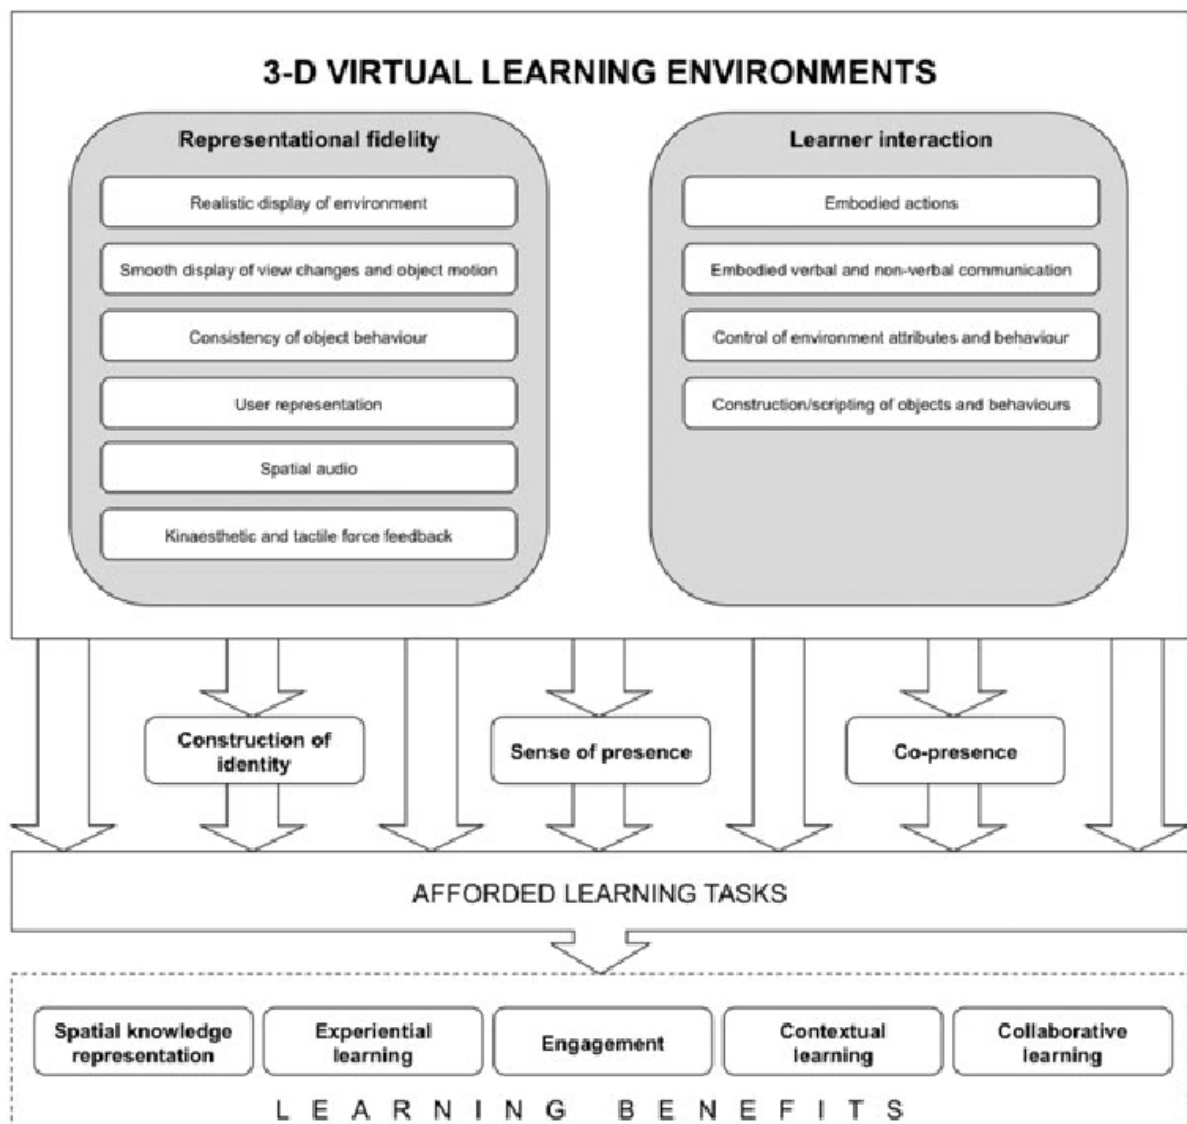 3-D VIRTUAL LEARNING ENVIRONMENTS
Representational fidelity
Realistic display of environment
Smooth display of view changes and object motion
Consistency of object behaviour
User representation
Spatial audio
Kinaesthetic and tactile force feedback
Learner interaction
Embodied actions
Embodied verbal and non-verbal communication
Control of environment attributes and behaviour
Construction/scripting of objects and behaviours
Construction of
identity
Sense of presence
Co-presence
AFFORDED LEARNING TASKS
Spatial knowledge
representation
Experiential
learning
Engagement
Contextual
learning
Collaborative
learning
LEARNING BENEFITS